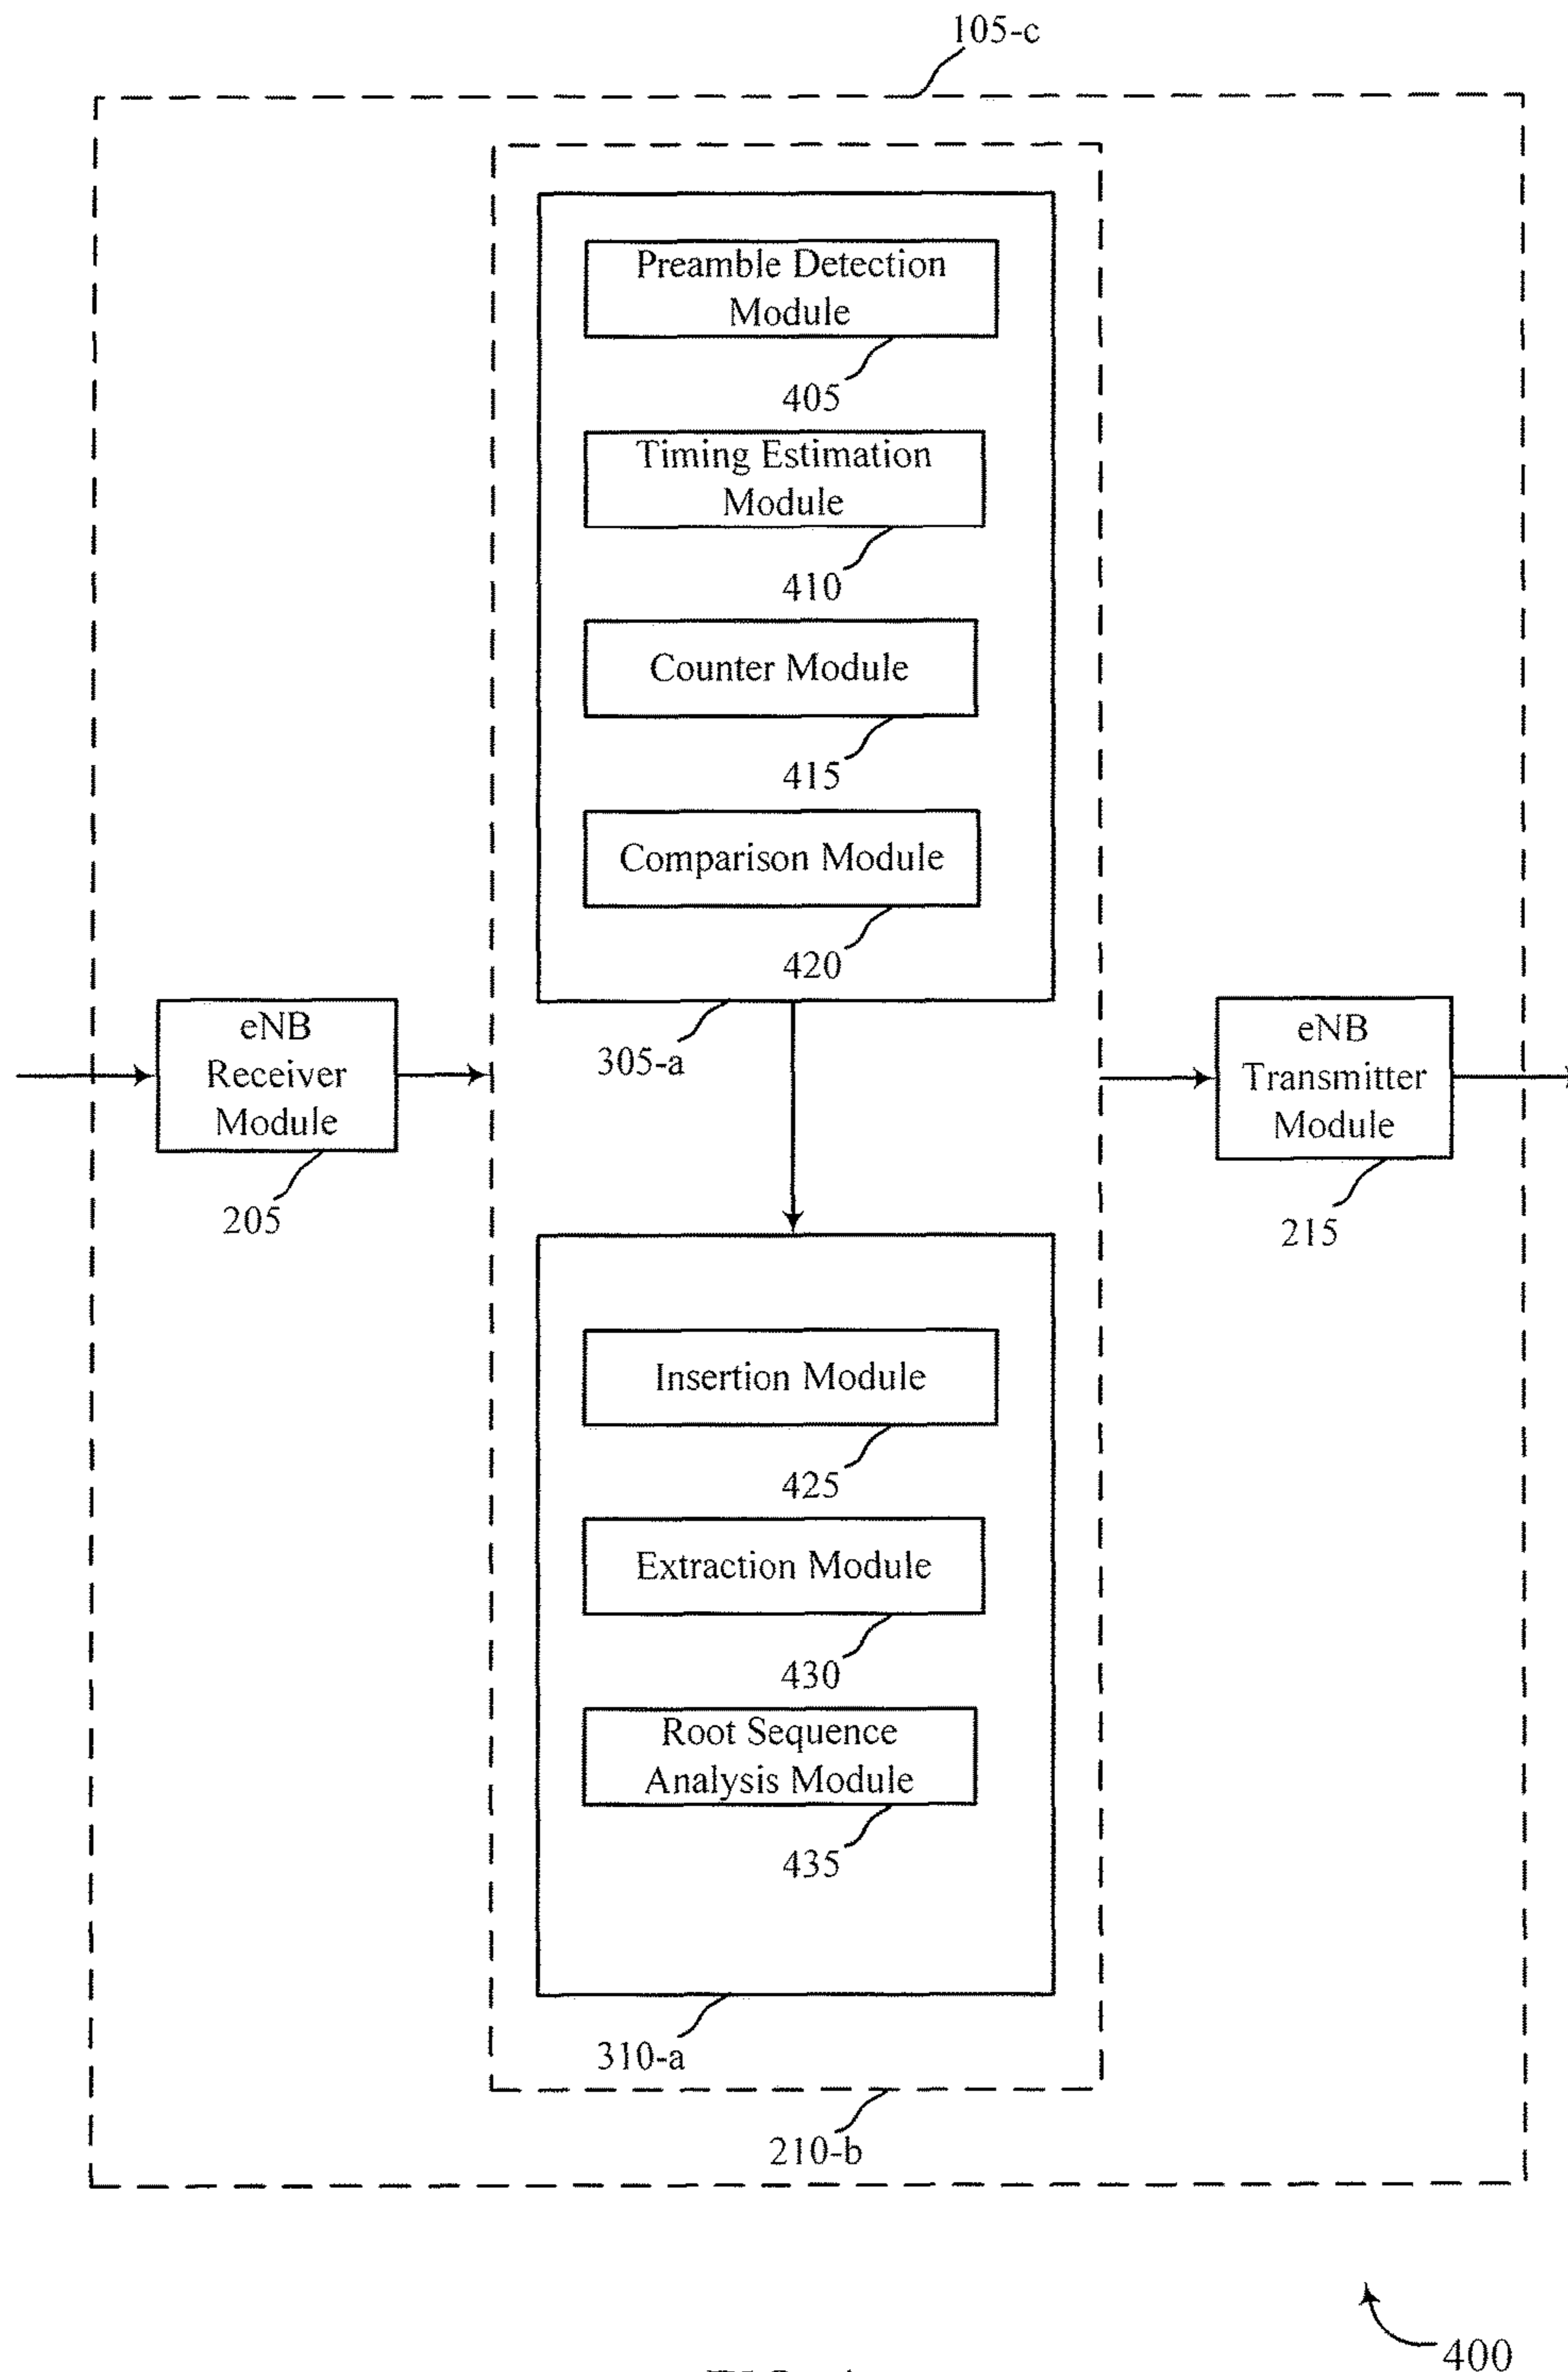 105-c
Preamble Detection
Module
405
Timing Estimation
Module
410
Counter Module
415
Comparison Module
420
305-a
eNB
Receiver
Module
205
eNB
Transmitter
Module
215
Insertion Module
425
Extraction Module
430
Root Sequence
Analysis Module
435
310-a
210-b
400